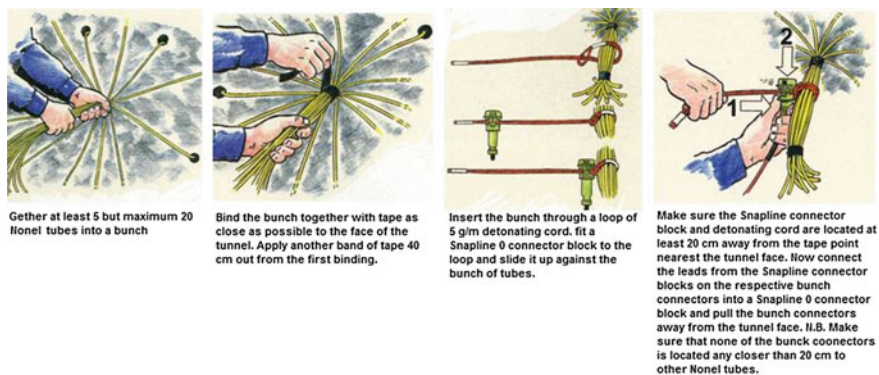 Gether at least 5 but maximum 20
Nonel tubes into a bunch
Bind the bunch together with tape as
close as possible to the face of the
tunnel. Apply another band of tape 40
cm out from the first binding.
Insert the bunch through a loop of
5 g/m detonating cord. fit a
Snapline 0 connector block to the
loop and slide it up against the
bunch of tubes.
2
1
Make sure the Snapline connector
block and detonating cord are located at
least 20 cm away from the tape point
nearest the tunnel face. Now connect
the leads from the Snapline connector
blocks on the respective bunch
connectors into a Snapline 0 connector
block and pull the bunch connectors
away from the tunnel face. N.B. Make
sure that none of the bunck coonectors
is located any closer than 20 cm to
other Nonel tubes.